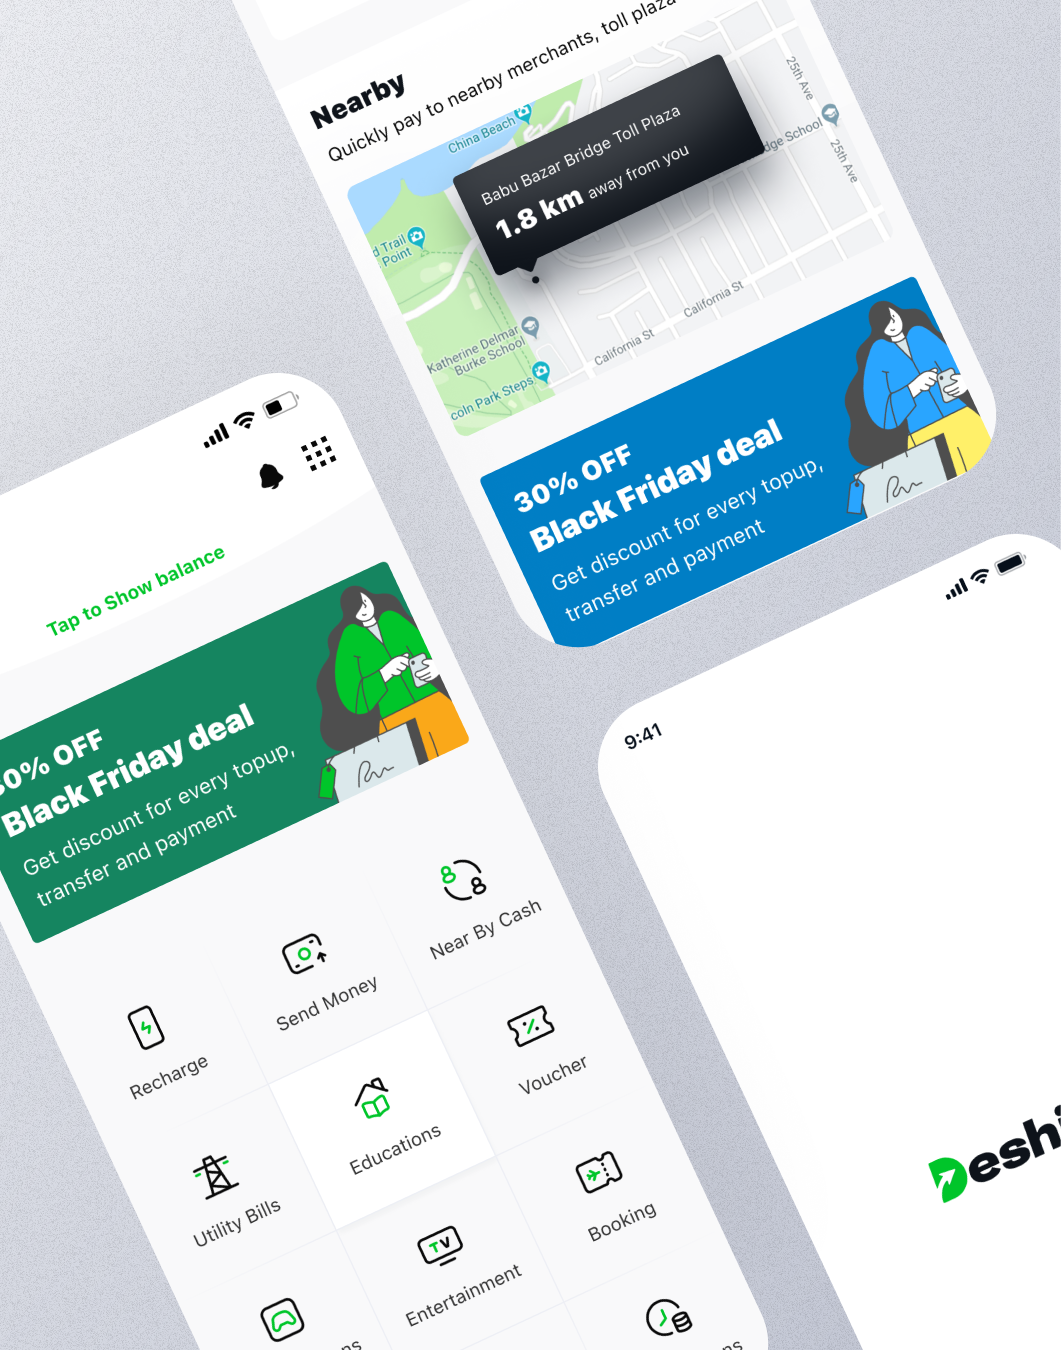 Nearby
Quickly pay to nearby merchants, toll plaza
China Beach
25th Ave
Babu Bazar Bridge Toll Plaza
1.8 km away from you
School
25th Ave
d Trail
Point
California St
California St
Katherine Delmar
Burke School
coln Park Steps
30% OFF
Black Friday deal
Get discount for every topup,
transfer and payment
Tap to Show balance
0% OFF
Black Friday deal
Get discount for every topup,
transfer and payment
9:41
Near By Cash
Send Money
Recharge
Voucher
Educations
Utility Bills
Booking
TV
Entertainment
Deshi